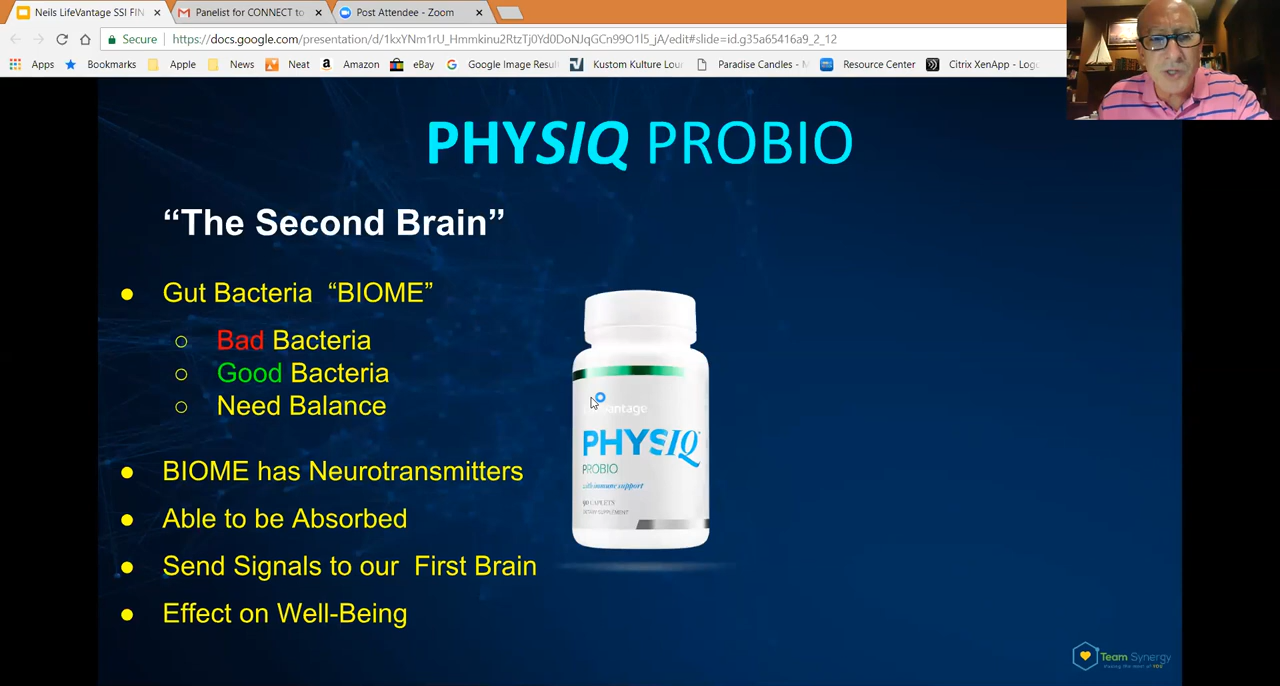 Neils LifeVantage SSI FIN
Panelist for CONNECT to
Post Attendee - Zoom
Secure
https://docs.google.com/presentation/d/1kxYNm1rU_Hmmkinu2RtzTj0Yd0DoNJqGCn99O1l5_jA/edit#slide=id.g35a65416a9_2_12
Apps
Bookmarks
Apple
News
Neat
Amazon
eBay
Google Image Resul
Kustom Kulture Lou
Paradise Candles - M
Resource Center
Citrix XenApp - Log
PHYSIQ PROBIO
“The Second Brain”
● Gut Bacteria “BIOME”
○ Bad Bacteria
○ Good Bacteria
○ Need Balance
● BIOME has Neurotransmitters
● Able to be Absorbed
● Send Signals to our First Brain
● Effect on Well-Being
PHYSIQ
PROBIO
with immune support
90 CAPLETS
DIETARY SUPPLEMENT
Team Synergy